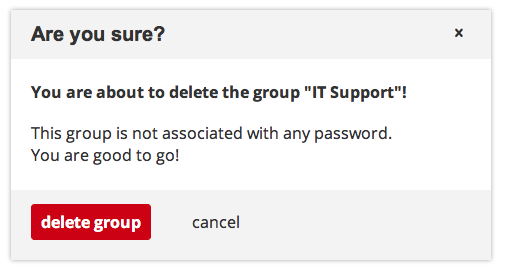 Are you sure?
×
You are about to delete the group "IT Support"!
This group is not associated with any password.
You are good to go!
delete group
cancel